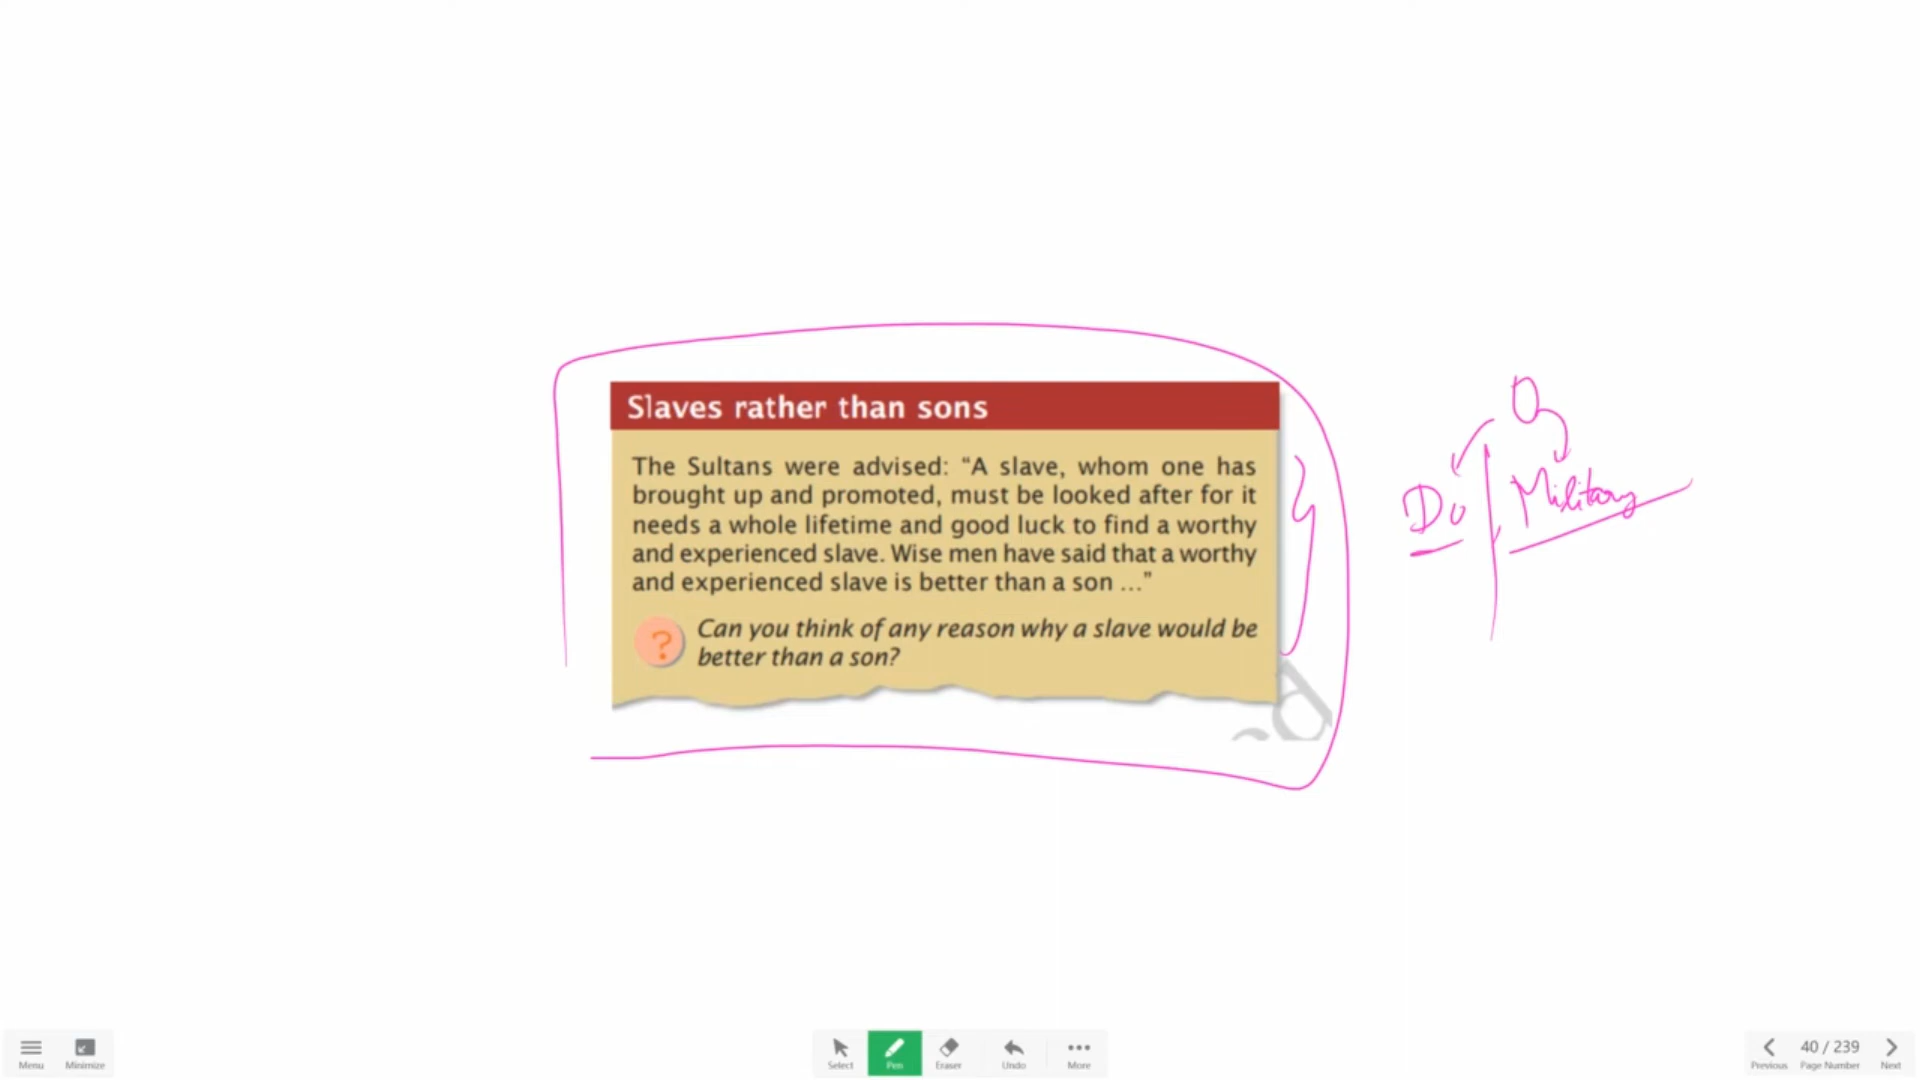 Slaves rather than sons
The Sultans were advised: “A slave, whom one has
brought up and promoted, must be looked after for it
needs a whole lifetime and good luck to find a worthy
and experienced slave. Wise men have said that a worthy
and experienced slave is better than a son ...”
?
Can you think of any reason why a slave would be
better than a son?
Military
Menu
Minimize
Select
Pen
Eraser
Undo
More
Previous
40 / 239
Page Number
Next